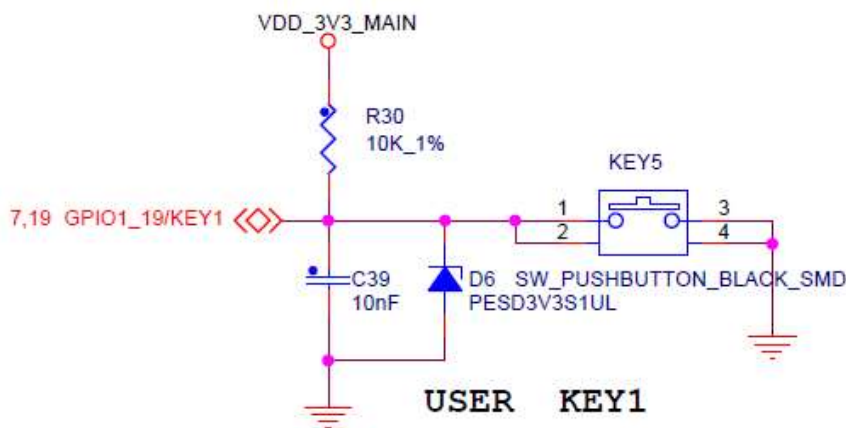 VDD_3V3_MAIN
R30
10K_1%
KEY5
7,19 GPIO1_19/KEY1
1
3
2
4
C39
10nF
D6 SW_PUSHBUTTON_BLACK_SMD
PESD3V3S1UL
USER KEY1